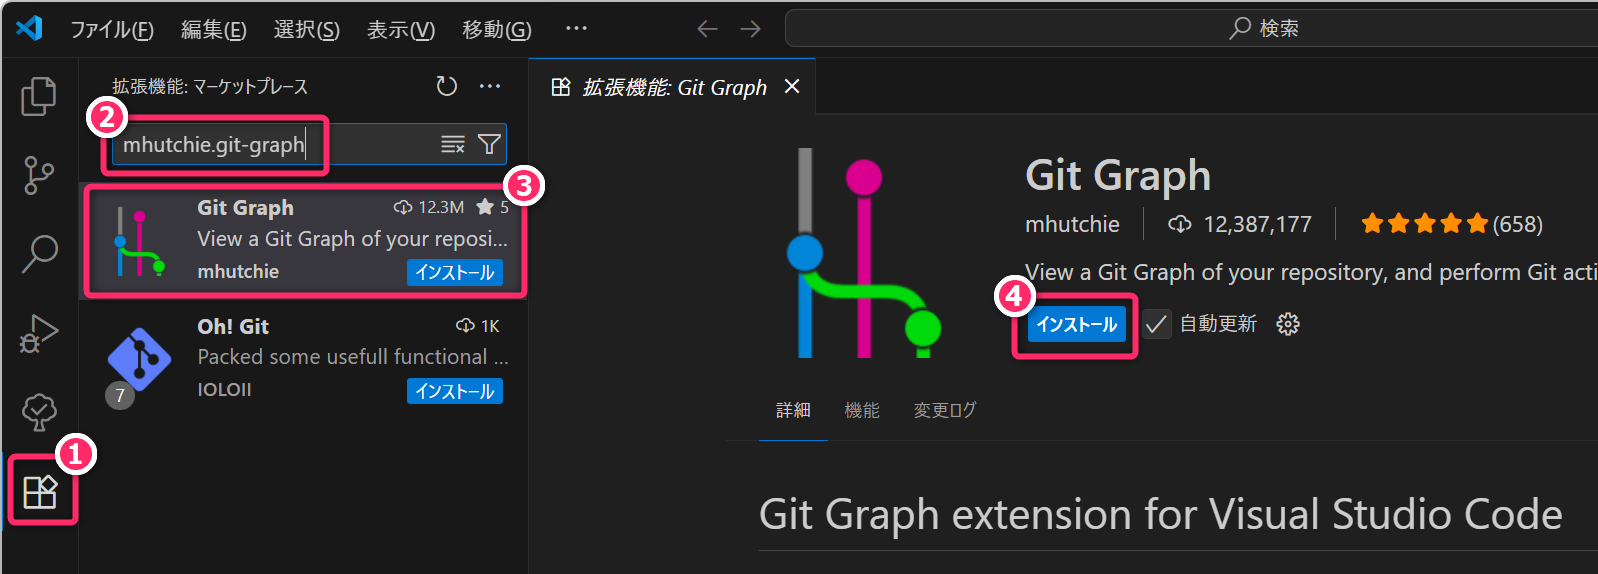 ファイル(F) 編集(E) 選択(S) 表示(V) 移動(G) ··· 検索
拡張機能: マーケットプレース ···
拡張機能: Git Graph
2
mhutchie.git-graph
3
Git Graph 12.3M 5
View a Git Graph of your reposi...
mhutchie インストール
Oh! Git 1K
Packed some usefull functional ...
7
IOLOII インストール
1
Git Graph
mhutchie 12,387,177 (658)
View a Git Graph of your repository, and perform Git acti
4
インストール 自動更新
詳細 機能 変更ログ
Git Graph extension for Visual Studio Code